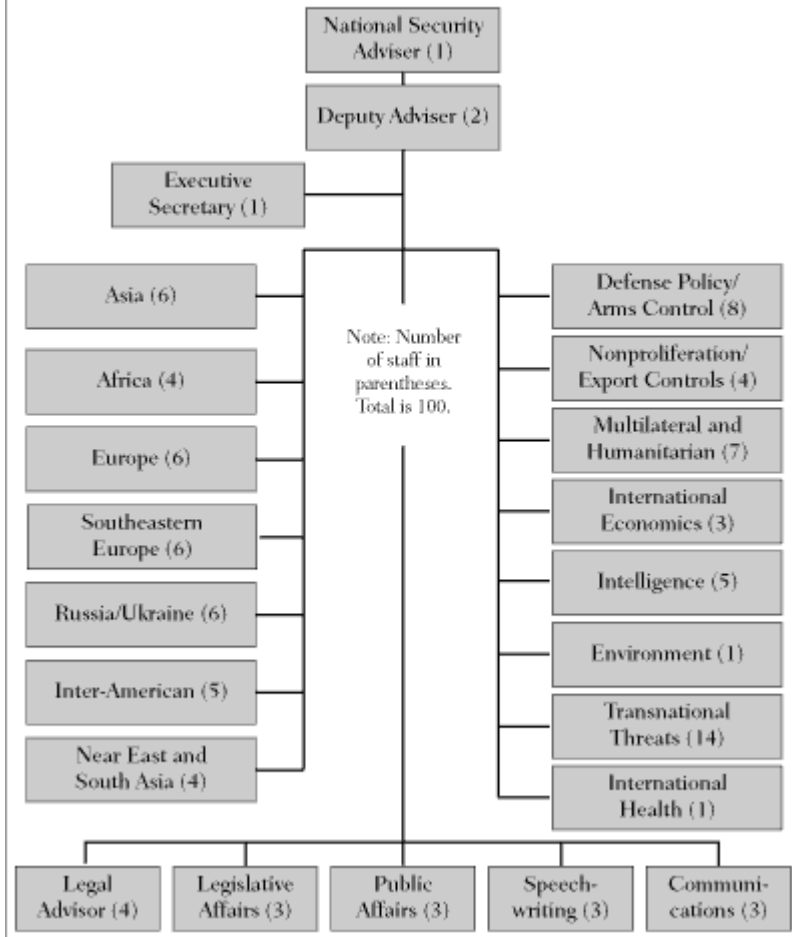 National Security
Adviser (1)
Deputy Adviser (2)
Executive
Secretary (1)
Asia (6)
Africa (4)
Europe (6)
Southeastern
Europe (6)
Russia/Ukraine (6)
Inter-American (5)
Near East and
South Asia (4)
Note: Number
of staff in
parentheses.
Total is 100.
Defense Policy/
Arms Control (8)
Nonproliferation/
Export Controls (4)
Multilateral and
Humanitarian (7)
International
Economics (3)
Intelligence (5)
Environment (1)
Transnational
Threats (14)
International
Health (1)
Legal
Advisor (4)
Legislative
Affairs (3)
Public
Affairs (3)
Speech-
writing (3)
Communi-
cations (3)